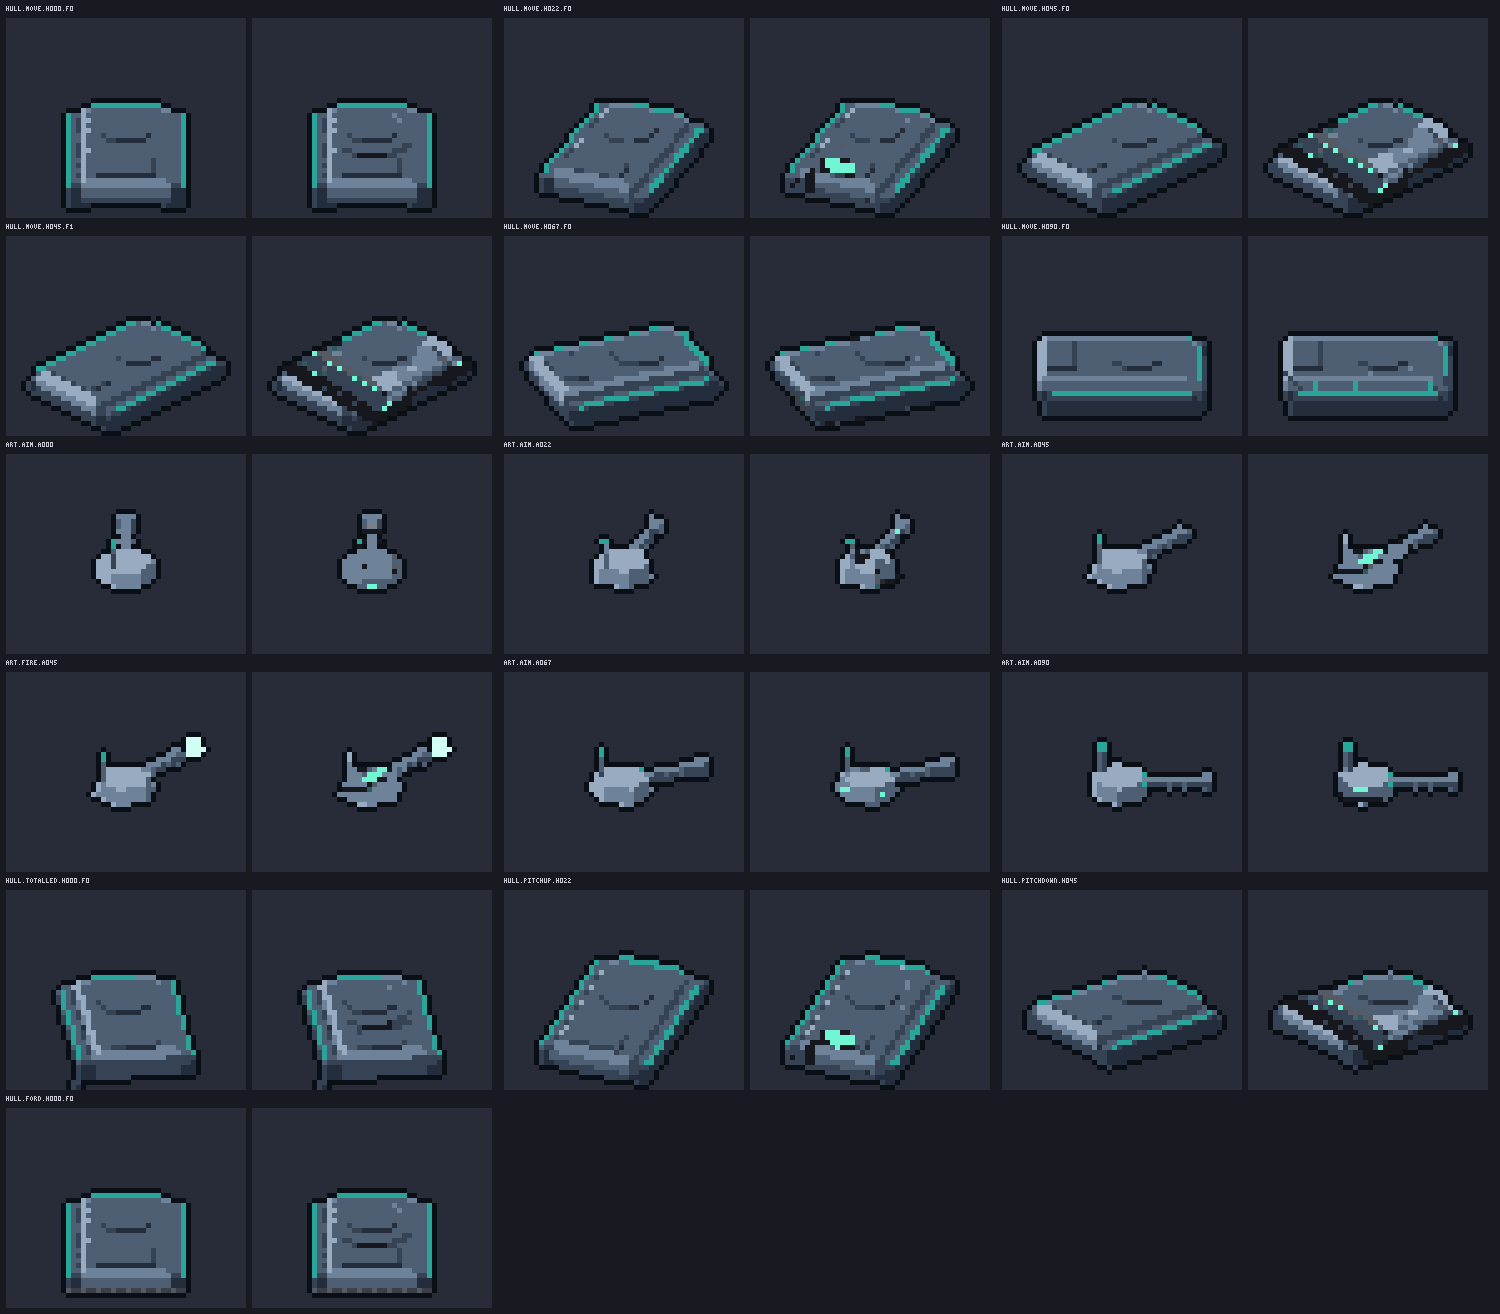 HULL.MOVE.H000.F0
HULL.MOVE.H022.F0
HULL.MOVE.H045.F0
HULL.MOVE.H045.F1
HULL.MOVE.H067.F0
HULL.MOVE.H090.F0
ART.AIM.A000
ART.AIM.A022
ART.AIM.A045
ART.FIRE.A045
ART.AIM.A067
ART.AIM.A090
HULL.TOTALLED.H000.F0
HULL.PITCHUP.H022
HULL.PITCHDOWN.H045
HULL.FORD.H000.F0